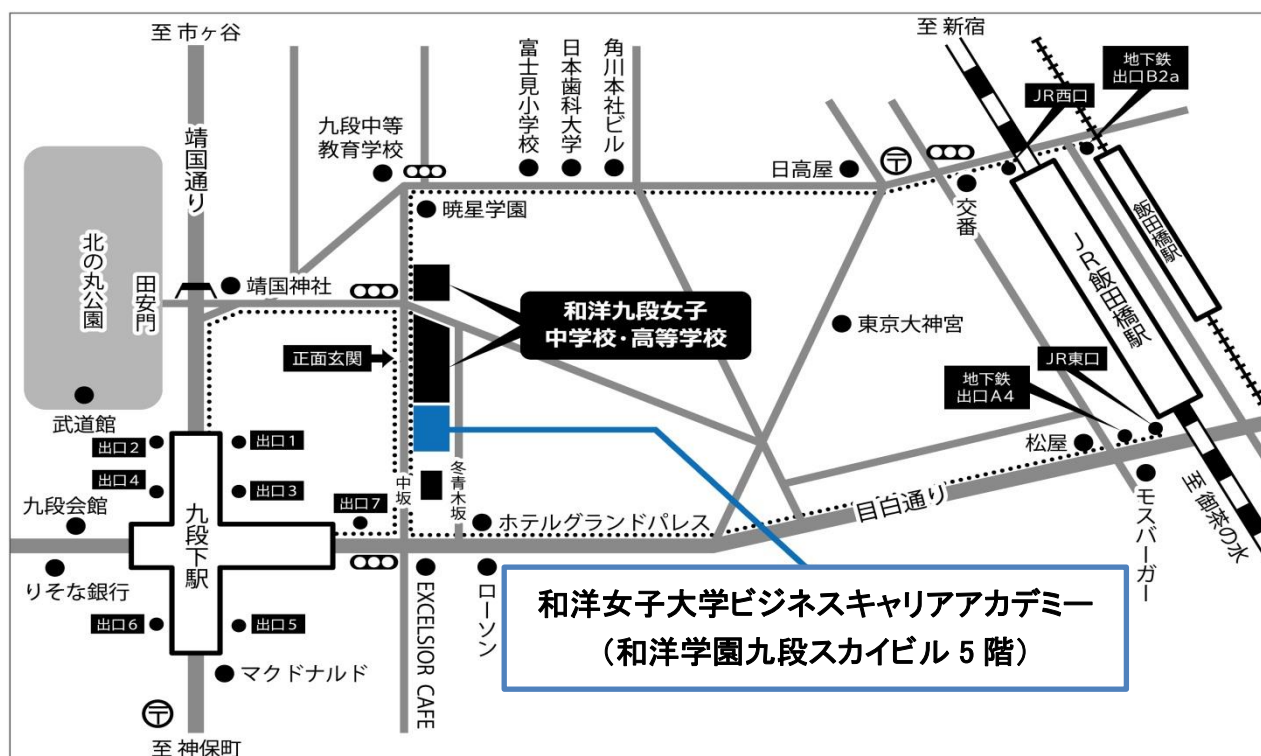 至 市ヶ谷
靖国通り
九段中等
教育学校
富士見小学校
日本歯科大学
角川本社ビル
日高屋
〒
至 新宿
JR西口
地下鉄
出口B2a
交番
飯田橋駅
JR飯田橋駅
暁星学園
北の丸公園
田安門
靖国神社
和洋九段女子
中学校・高等学校
正面玄関
東京大神宮
JR東口
地下鉄
出口A4
松屋
武道館
出口2
出口1
出口4
出口3
九段会館
九段下駅
出口7
中坂
冬青木坂
ホテルグランドパレス
目白通り
モスバーガー
至 御茶の水
りそな銀行
出口6
出口5
マクドナルド
EXCELSIOR CAFE
ローソン
和洋女子大学ビジネスキャリアアカデミー
（和洋学園九段スカイビル 5 階）
〒
至 神保町